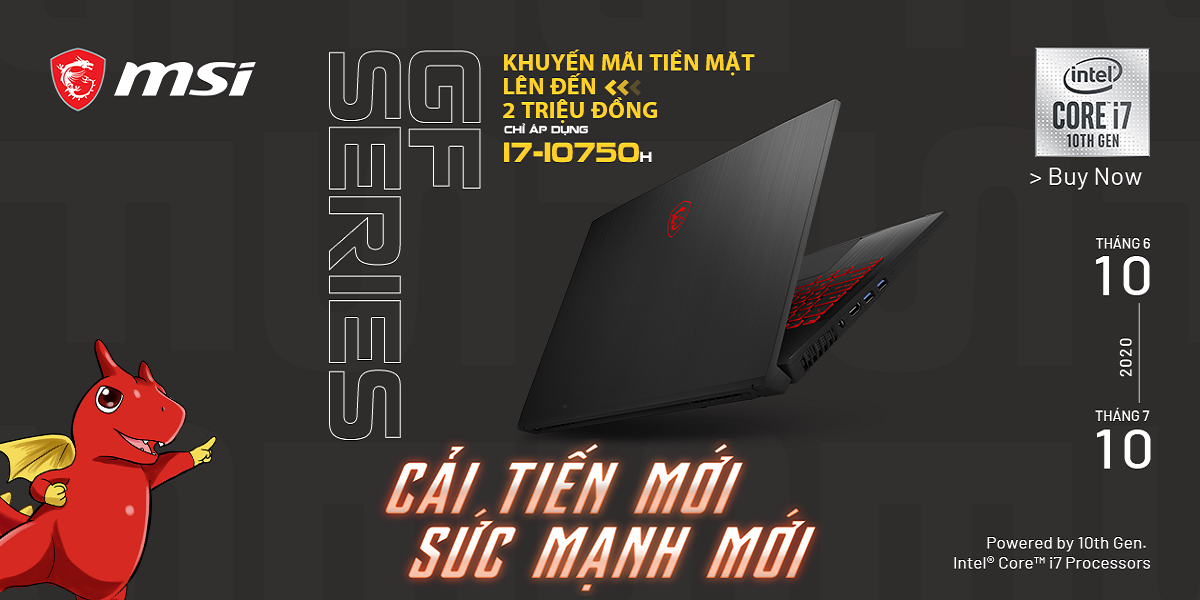 msi
GF
SERIES
KHUYẾN MÃI TIỀN MẶT
LÊN ĐẾN
2 TRIỆU ĐỒNG
CHỈ ÁP DỤNG
I7-10750H
intel
CORE i7
10TH GEN
> Buy Now
THÁNG 6
10
2020
THÁNG 7
10
CẢI TIẾN MỚI
SỨC MẠNH MỚI
Powered by 10th Gen.
Intel® Core™ i7 Processors